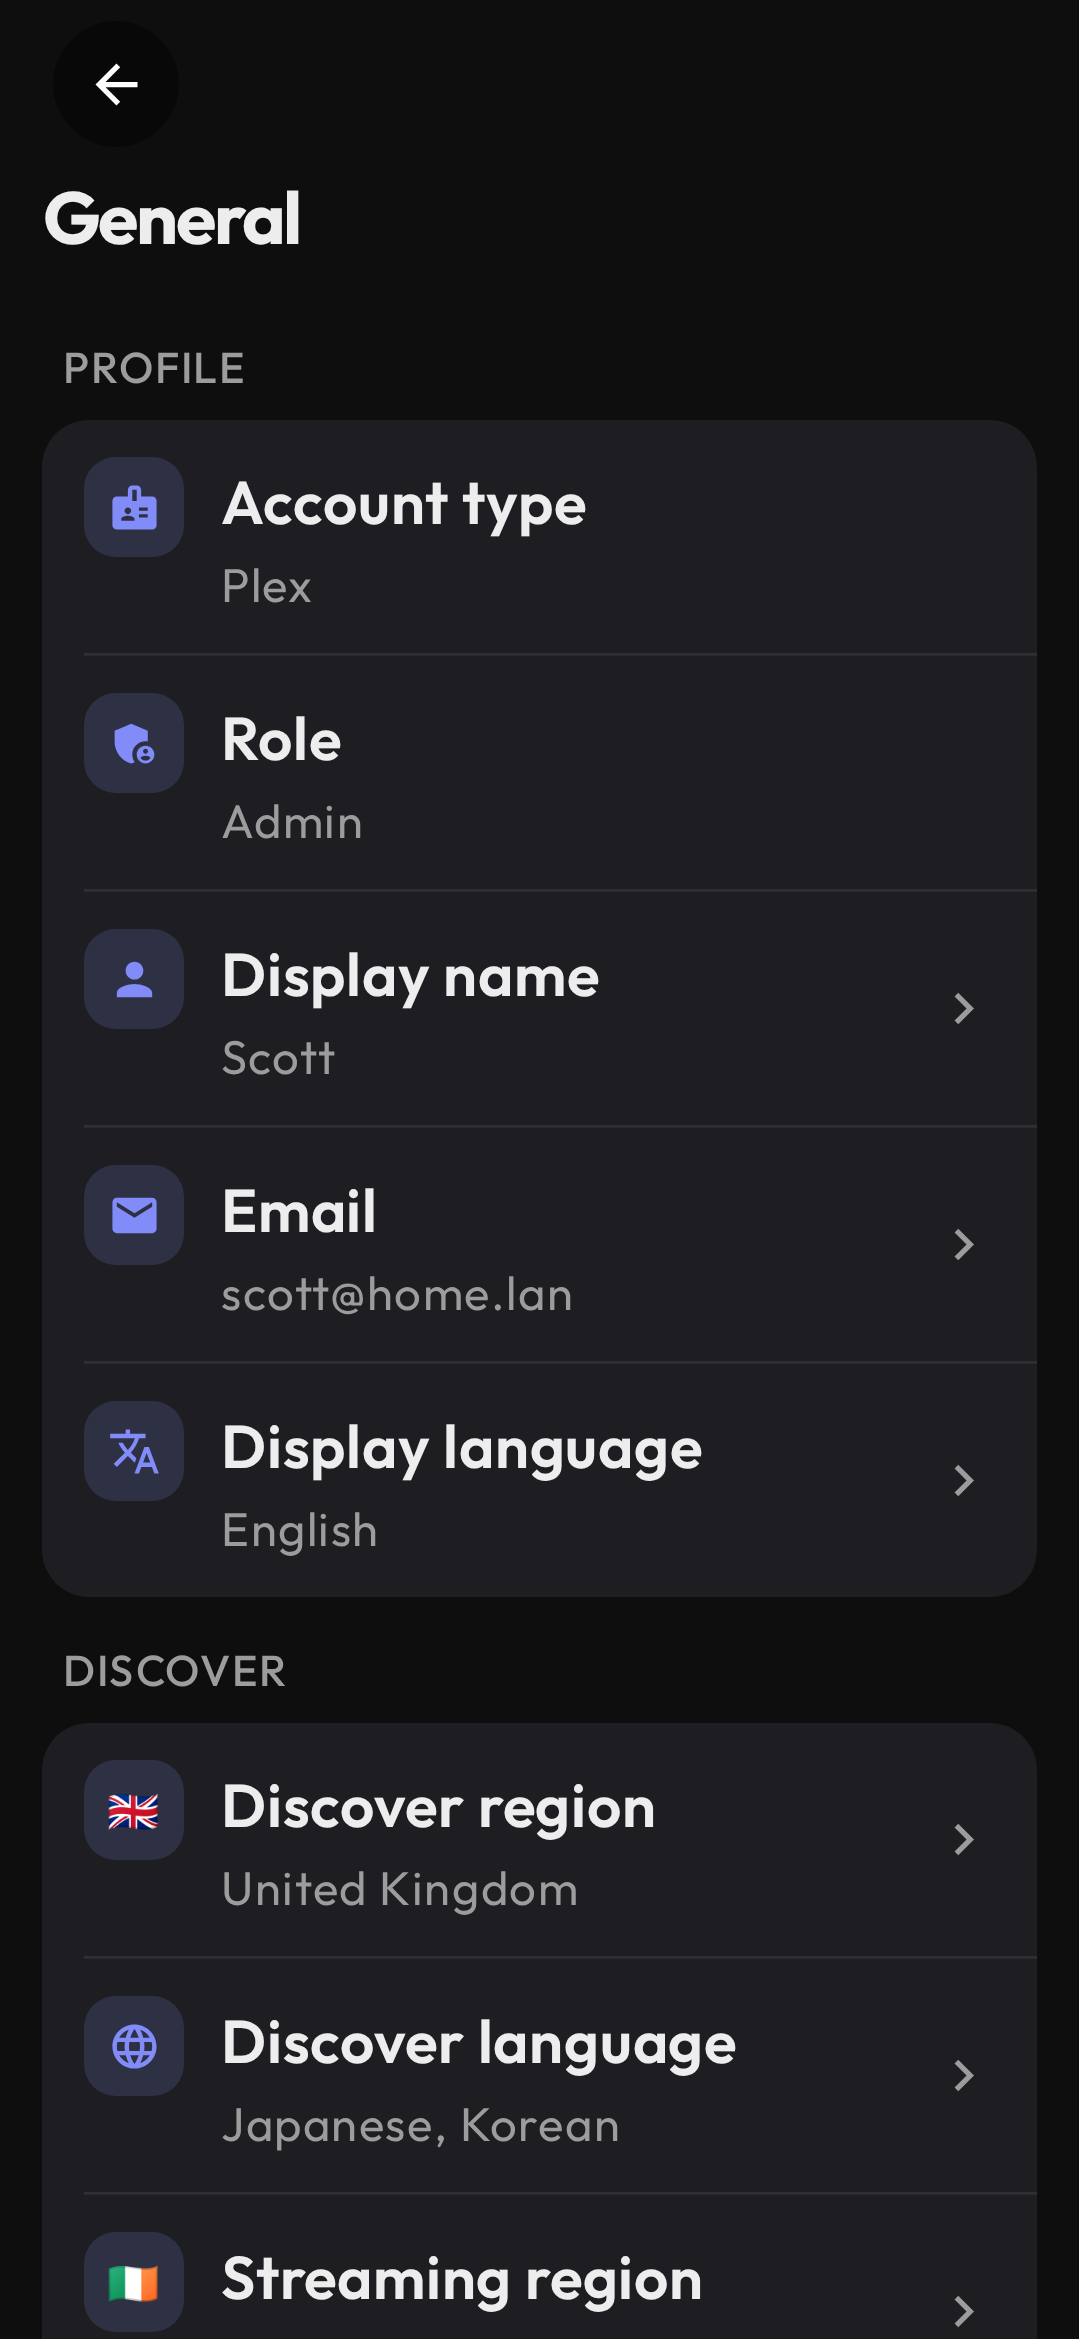 General
PROFILE
Account type
Plex
Role
Admin
Display name
Scott
Email
scott@home.lan
Display language
English
DISCOVER
Discover region
United Kingdom
Discover language
Japanese, Korean
Streaming region